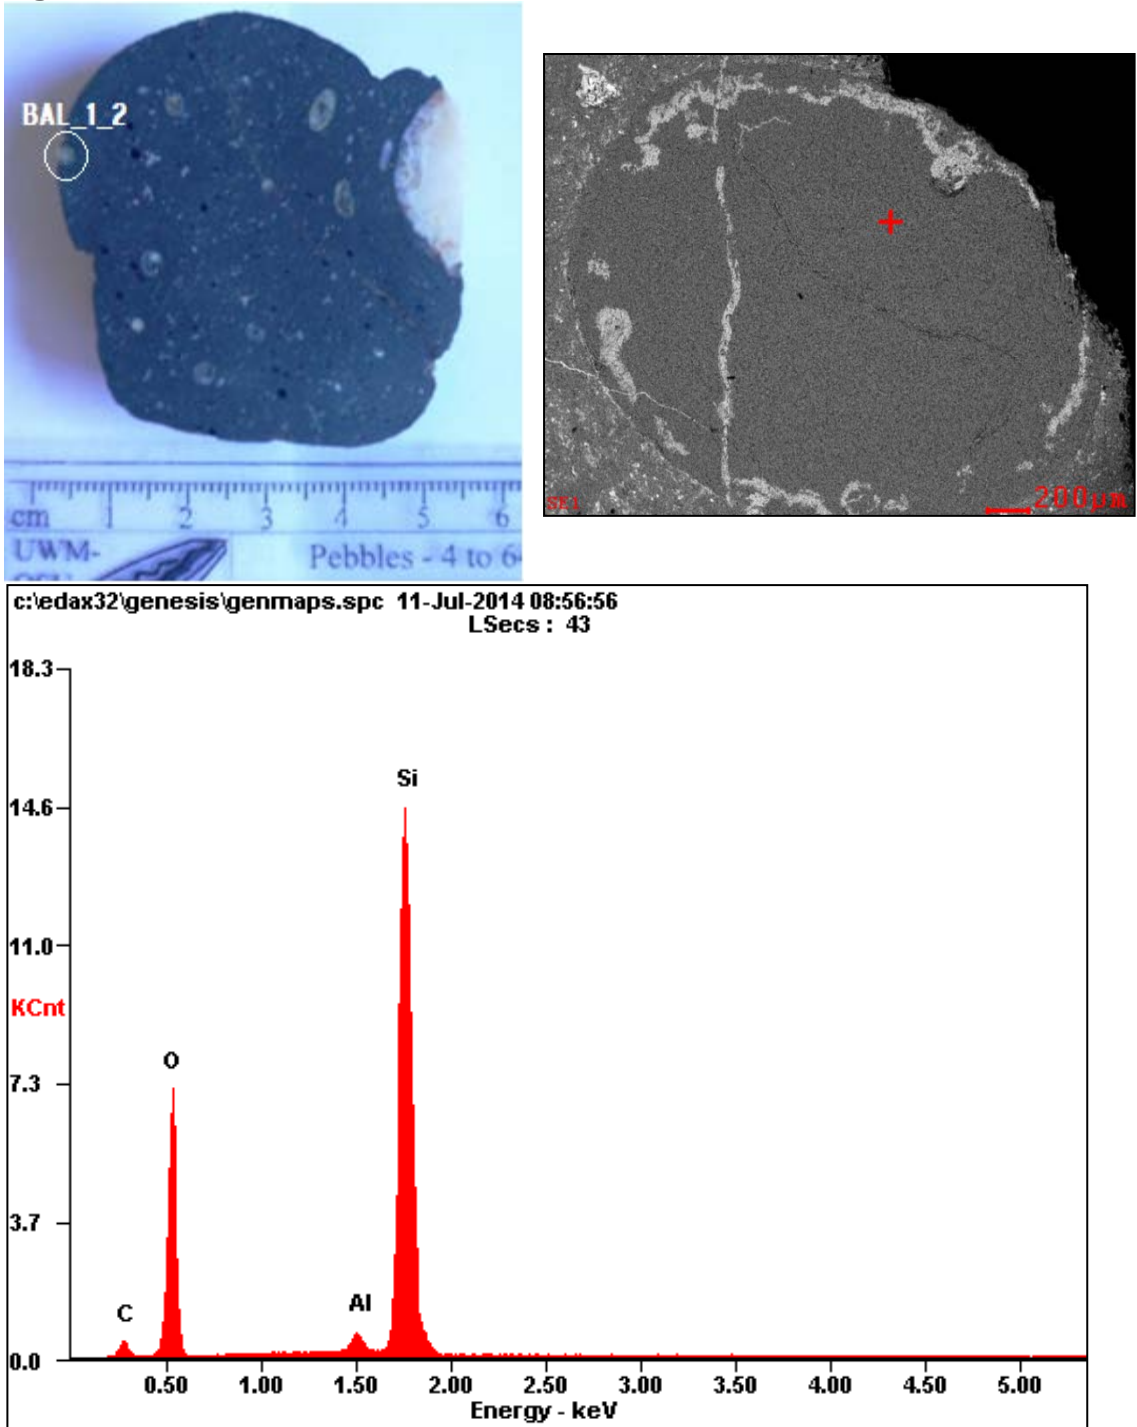 BAL_1_2
cm 1 2 3 4 5 6
UWM-
Pebbles - 4 to 6
SE1
200µm
c:\edax32\genesis\genmaps.spc 11-Jul-2014 08:56:56
LSecs : 43
18.3
14.6
11.0
KCnt
7.3
3.7
0.0
C
O
Al
Si
0.50 1.00 1.50 2.00 2.50 3.00 3.50 4.00 4.50 5.00
Energy - keV